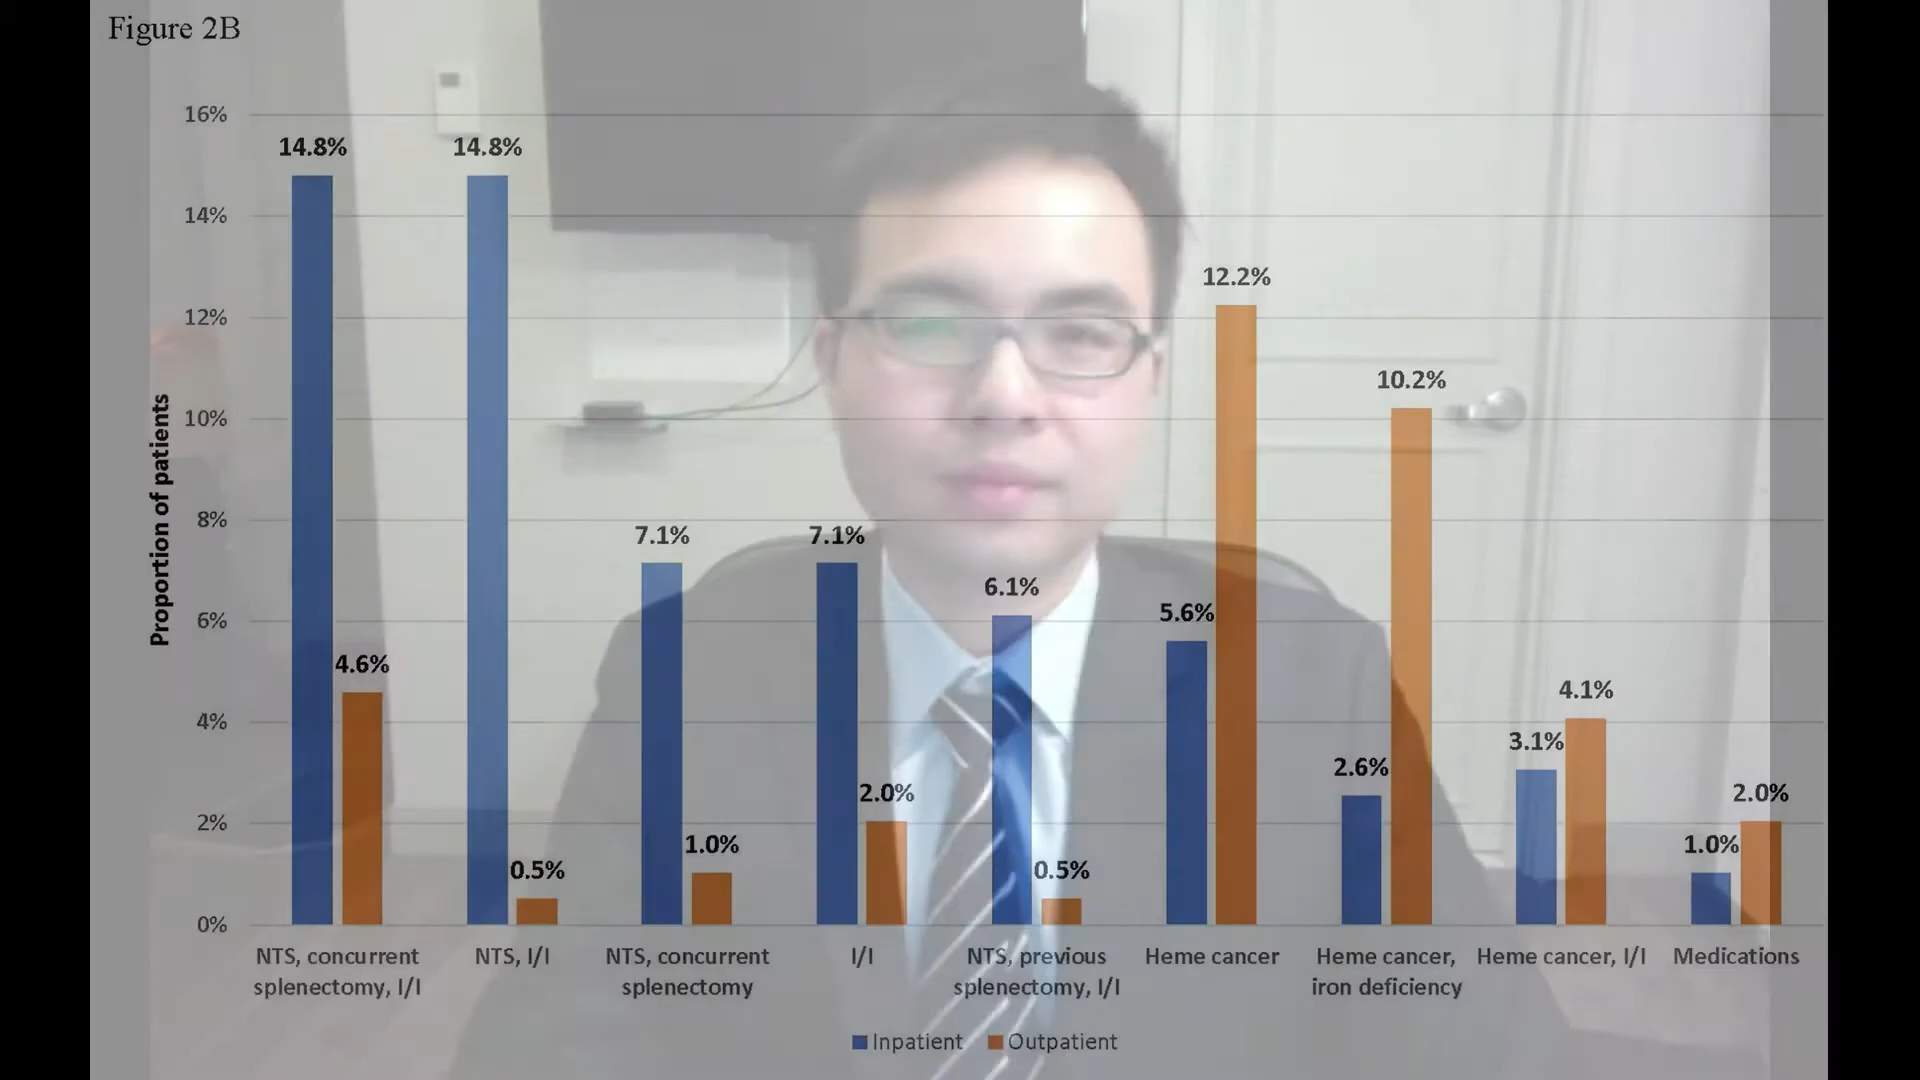 Figure 2B
16%
14%
12%
10%
8%
6%
4%
2%
0%
Proportion of patients
14.8%
4.6%
14.8%
0.5%
7.1%
1.0%
7.1%
2.0%
6.1%
0.5%
5.6%
12.2%
2.6%
10.2%
3.1%
4.1%
1.0%
2.0%
NTS, concurrent
splenectomy, I/I
NTS, I/I
NTS, concurrent
splenectomy
I/I
NTS, previous
splenectomy, I/I
Heme cancer
Heme cancer,
iron deficiency
Heme cancer, I/I
Medications
Inpatient
Outpatient